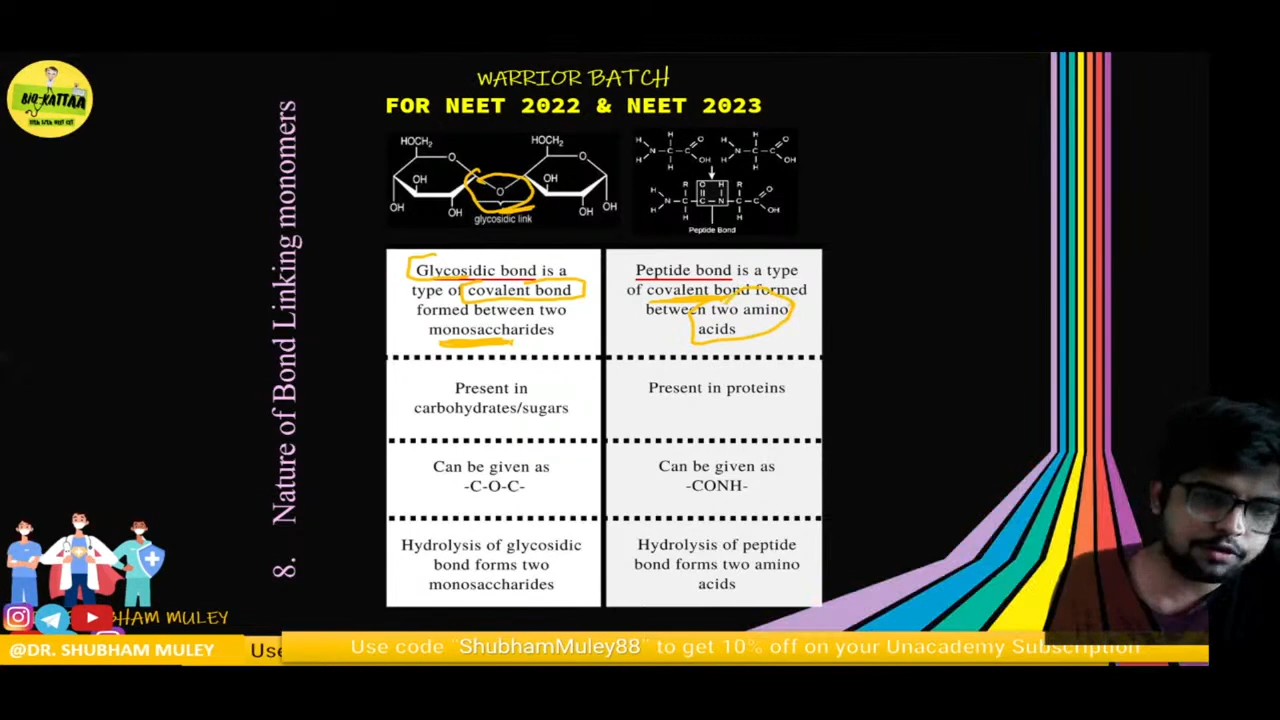 WARRIOR BATCH
FOR NEET 2022 & NEET 2023
BIO-KATTAA
8. Nature of Bond Linking monomers
HOCH2 HOCH2
O O
OH O OH
OH OH OH OH
glycosidic link
Peptide Bond
Glycosidic bond is a
type of covalent bond
formed between two
monosaccharides
Peptide bond is a type
of covalent bond formed
between two amino
acids
Present in
carbohydrates/sugars
Present in proteins
Can be given as
-C-O-C-
Can be given as
-CONH-
Hydrolysis of glycosidic
bond forms two
monosaccharides
Hydrolysis of peptide
bond forms two amino
acids
BHAM MULEY
@DR. SHUBHAM MULEY
Use
Use code "ShubhamMuley88" to get 10% off on your Unacademy Subscription